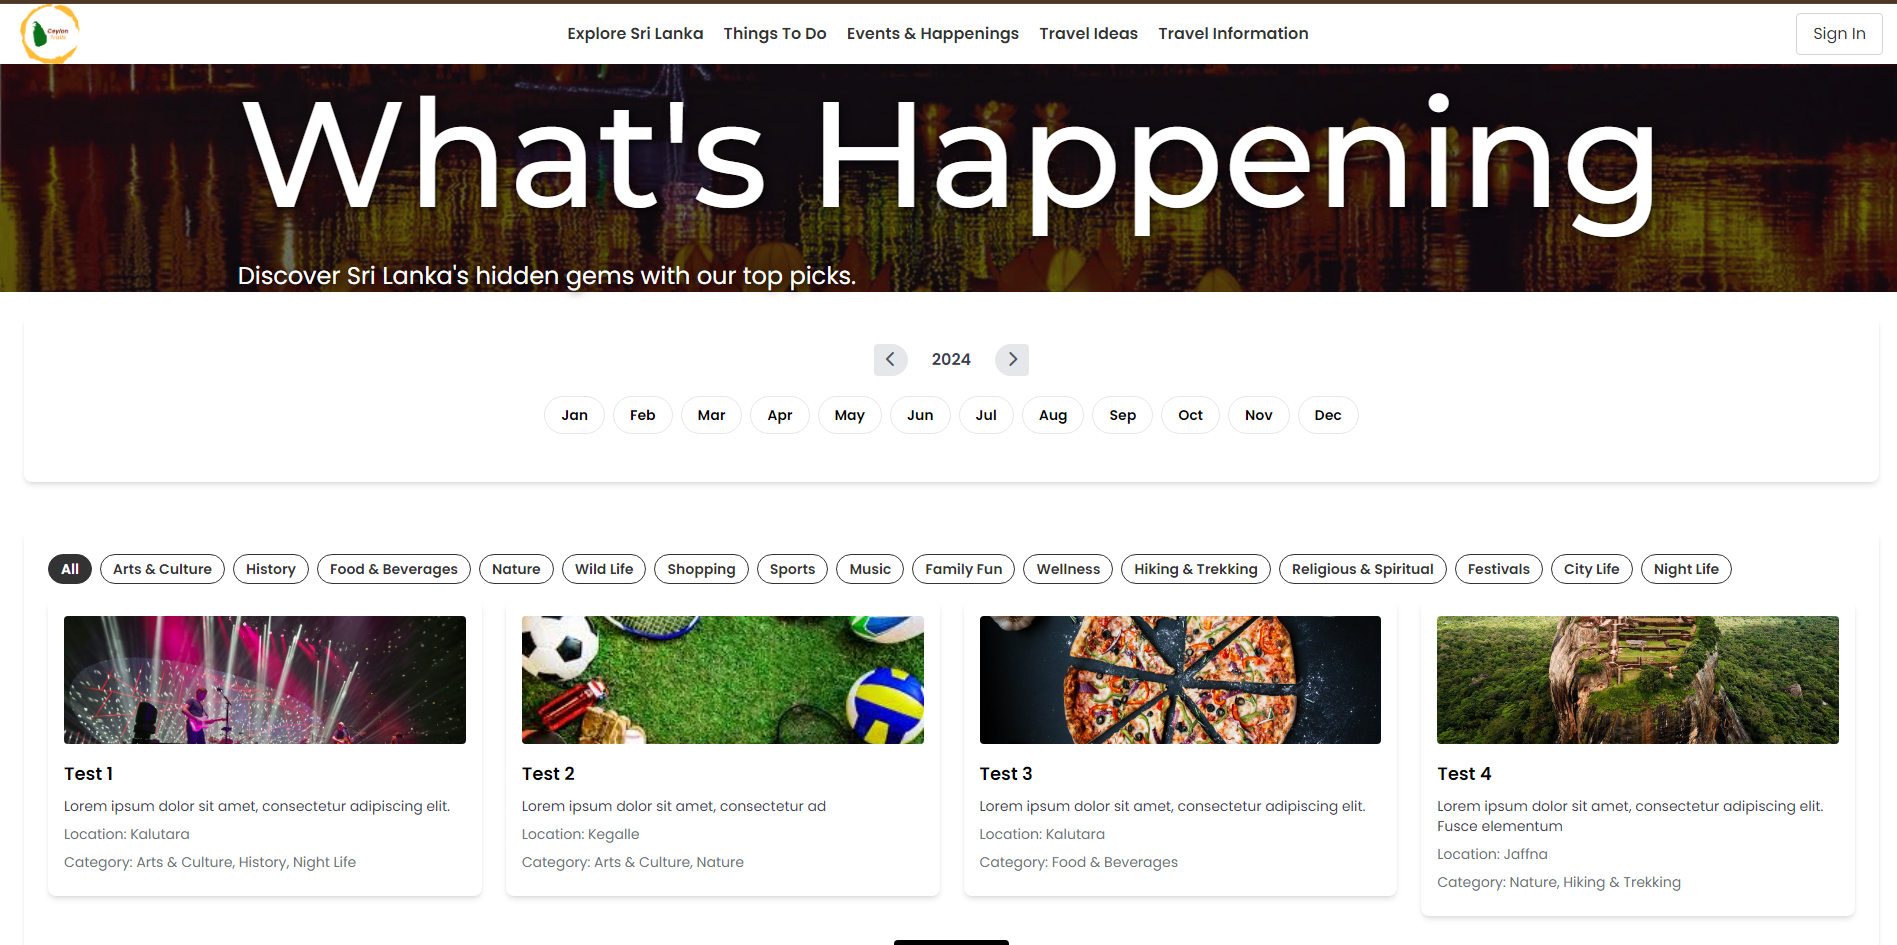 Ceylon
Trails
Explore Sri Lanka Things To Do Events & Happenings Travel Ideas Travel Information Sign In
What's Happening
Discover Sri Lanka's hidden gems with our top picks.
2024
Jan Feb Mar Apr May Jun Jul Aug Sep Oct Nov Dec
All Arts & Culture History Food & Beverages Nature Wild Life Shopping Sports Music Family Fun Wellness Hiking & Trekking Religious & Spiritual Festivals City Life Night Life
Test 1
Lorem ipsum dolor sit amet, consectetur adipiscing elit.
Location: Kalutara
Category: Arts & Culture, History, Night Life
Test 2
Lorem ipsum dolor sit amet, consectetur ad
Location: Kegalle
Category: Arts & Culture, Nature
Test 3
Lorem ipsum dolor sit amet, consectetur adipiscing elit.
Location: Kalutara
Category: Food & Beverages
Test 4
Lorem ipsum dolor sit amet, consectetur adipiscing elit.
Fusce elementum
Location: Jaffna
Category: Nature, Hiking & Trekking